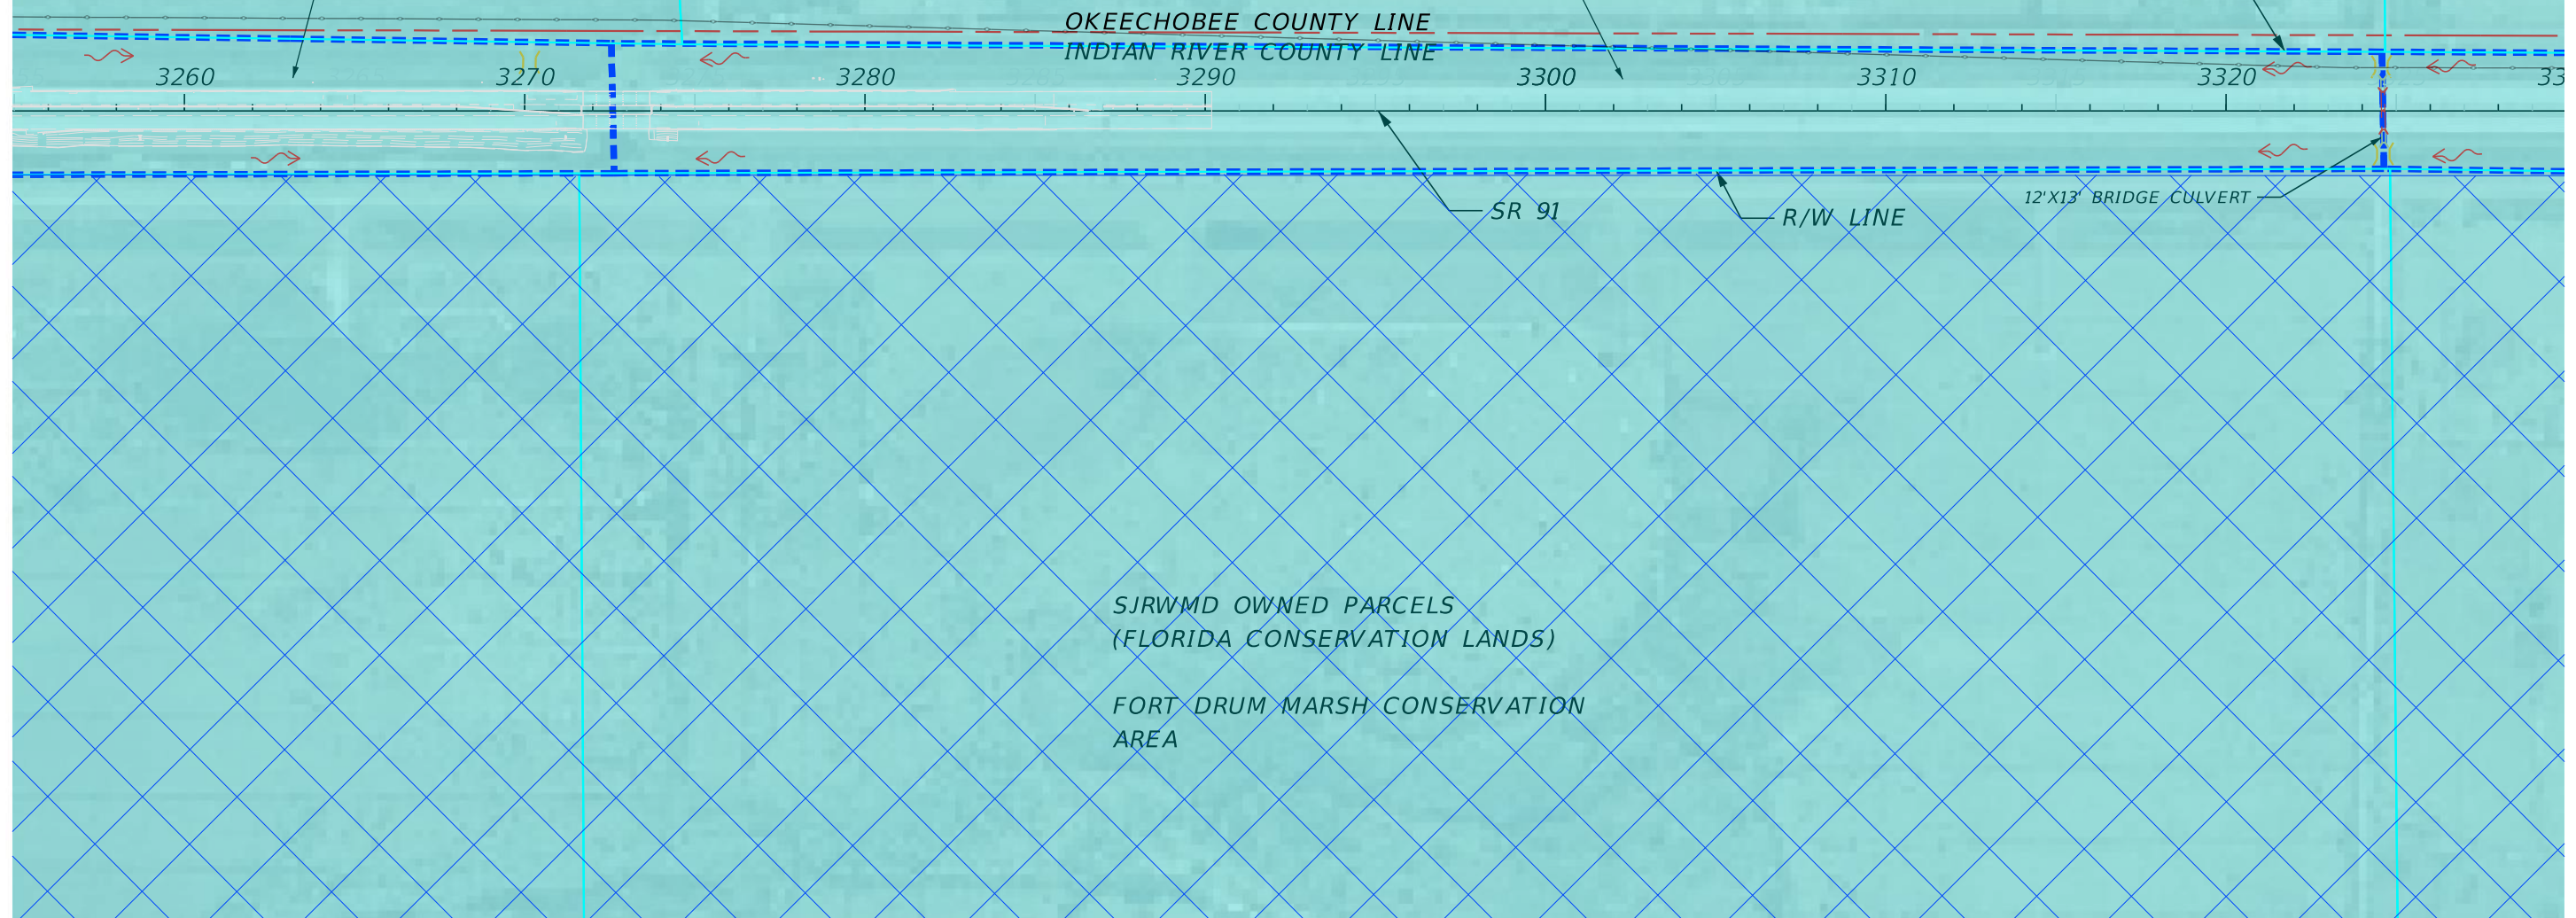 OKEECHOBEE COUNTY LINE
INDIAN RIVER COUNTY LINE
3260 3270 3280 3290 3300 3310 3320 33
12'X13' BRIDGE CULVERT
SR 91
R/W LINE
SJRWMD OWNED PARCELS
(FLORIDA CONSERVATION LANDS)
FORT DRUM MARSH CONSERVATION
AREA